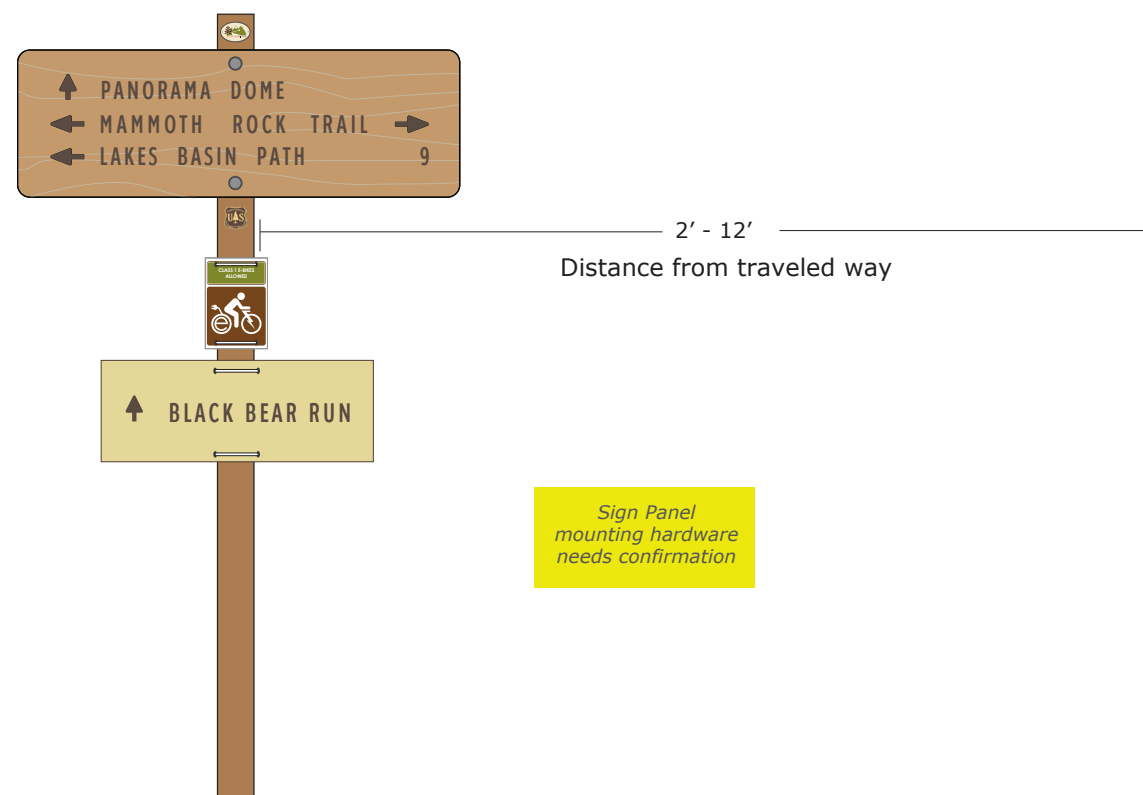 PANORAMA DOME
MAMMOTH ROCK TRAIL
LAKES BASIN PATH 9
U S
2’ - 12’
Distance from traveled way
CLASS 1 E-BIKES
ALLOWED
e
BLACK BEAR RUN
Sign Panel
mounting hardware
needs confirmation